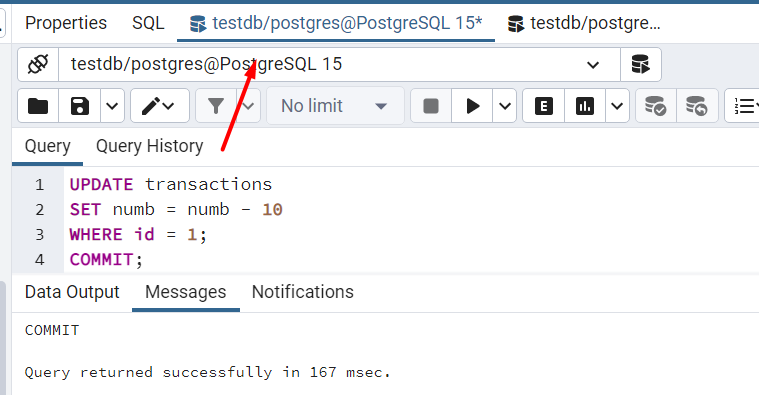 Properties SQL testdb/postgres@PostgreSQL 15* testdb/postgre...
testdb/postgres@PostgreSQL 15
No limit E
Query Query History
1 UPDATE transactions
2 SET numb = numb - 10
3 WHERE id = 1;
4 COMMIT;
Data Output Messages Notifications
COMMIT
Query returned successfully in 167 msec.